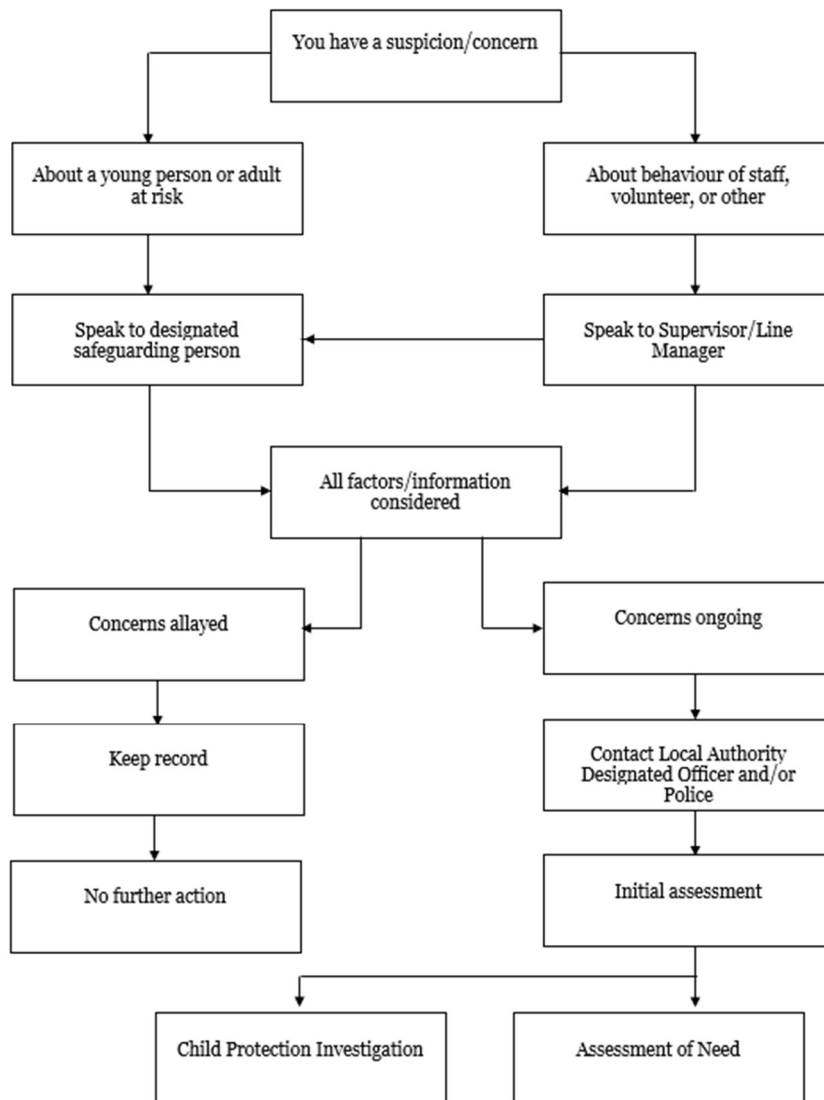 You have a suspicion/concern
About a young person or adult
at risk
About behaviour of staff,
volunteer, or other
Speak to designated
safeguarding person
Speak to Supervisor/Line
Manager
All factors/information
considered
Concerns allayed
Concerns ongoing
Keep record
Contact Local Authority
Designated Officer and/or
Police
No further action
Initial assessment
Child Protection Investigation
Assessment of Need